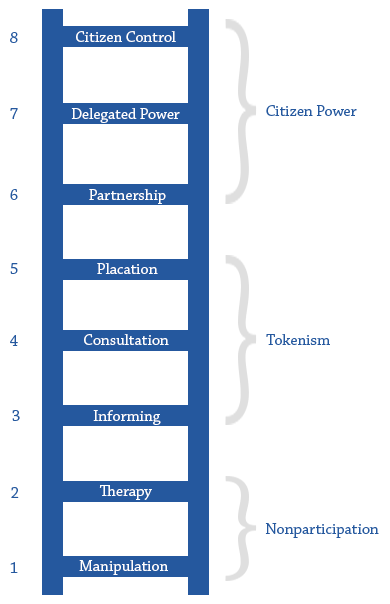 8 Citizen Control
7 Delegated Power
Citizen Power
6 Partnership
5 Placation
4 Consultation
Tokenism
3 Informing
2 Therapy
Nonparticipation
1 Manipulation